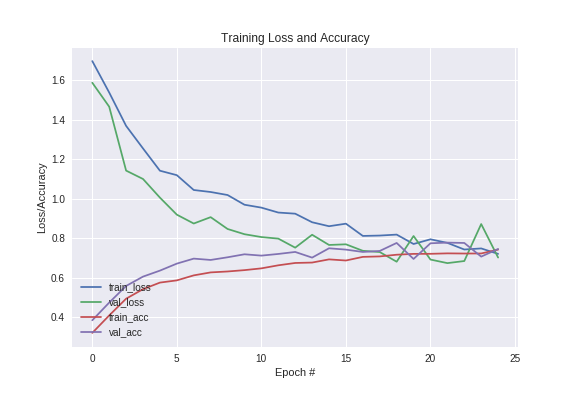 Training Loss and Accuracy
Loss/Accuracy
1.6
1.4
1.2
1.0
0.8
0.6
0.4
train_loss
val_loss
train_acc
val_acc
0 5 10 15 20 25
Epoch #